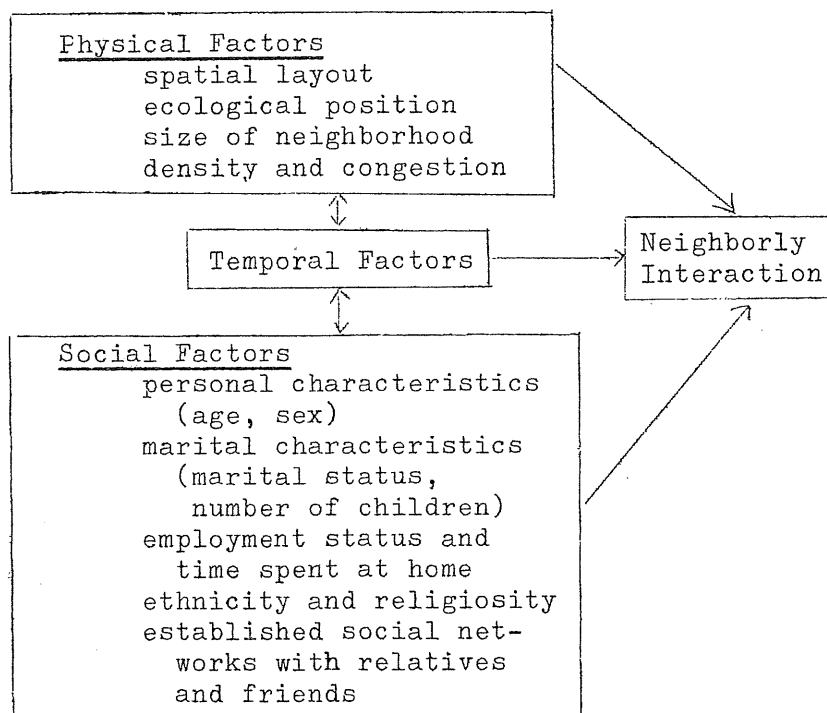 Physical Factors
spatial layout
ecological position
size of neighborhood
density and congestion
Temporal Factors
Neighborly
Interaction
Social Factors
personal characteristics
(age, sex)
marital characteristics
(marital status,
number of children)
employment status and
time spent at home
ethnicity and religiosity
established social net-
works with relatives
and friends